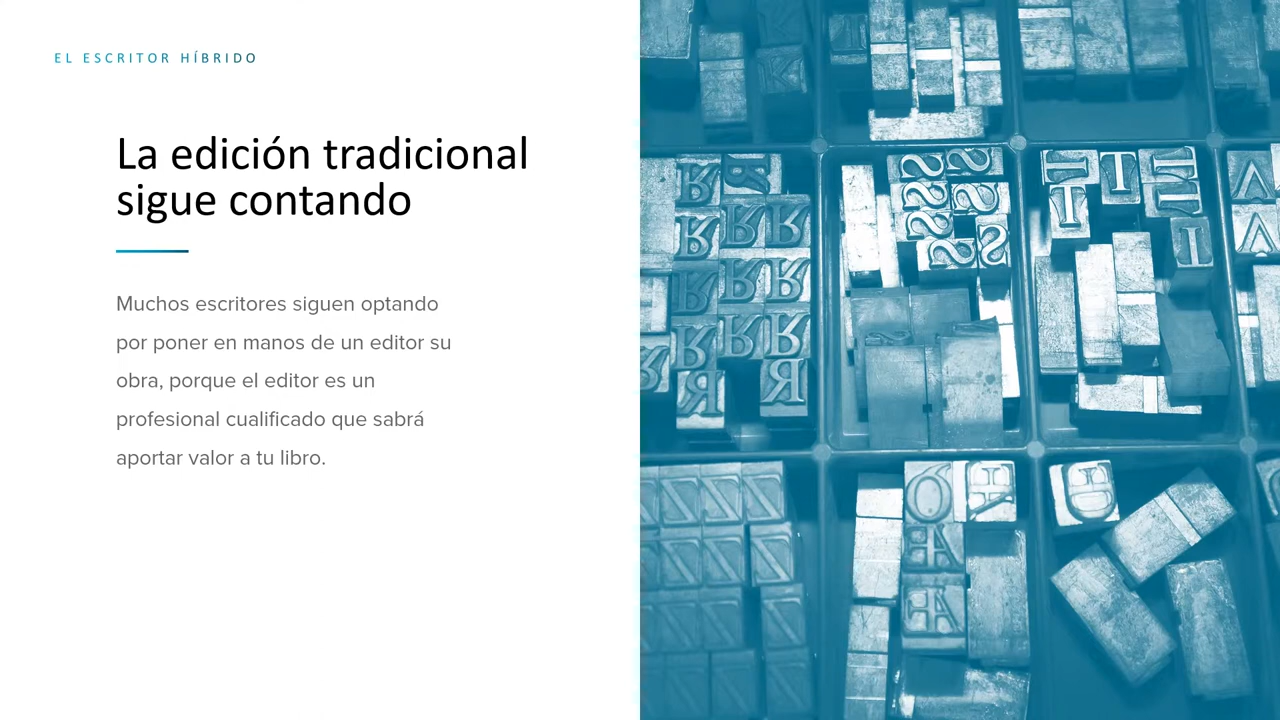 EL ESCRITOR HÍBRIDO
La edición tradicional
sigue contando
Muchos escritores siguen optando
por poner en manos de un editor su
obra, porque el editor es un
profesional cualificado que sabrá
aportar valor a tu libro.